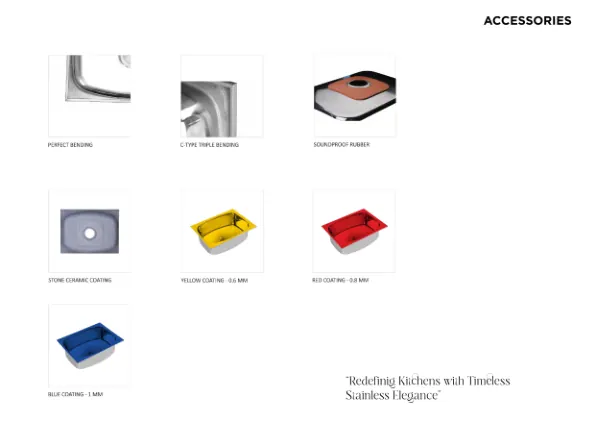 ACCESSORIES
PERFECT BENDING
C-TYPE TRIPLE BENDING
SOUNDPROOF RUBBER
STONE CERAMIC COATING
YELLOW COATING - 0.6 MM
RED COATING - 0.8 MM
BLUE COATING - 1 MM
"Redefinig Kitchens with Timeless
Stainless Elegance"